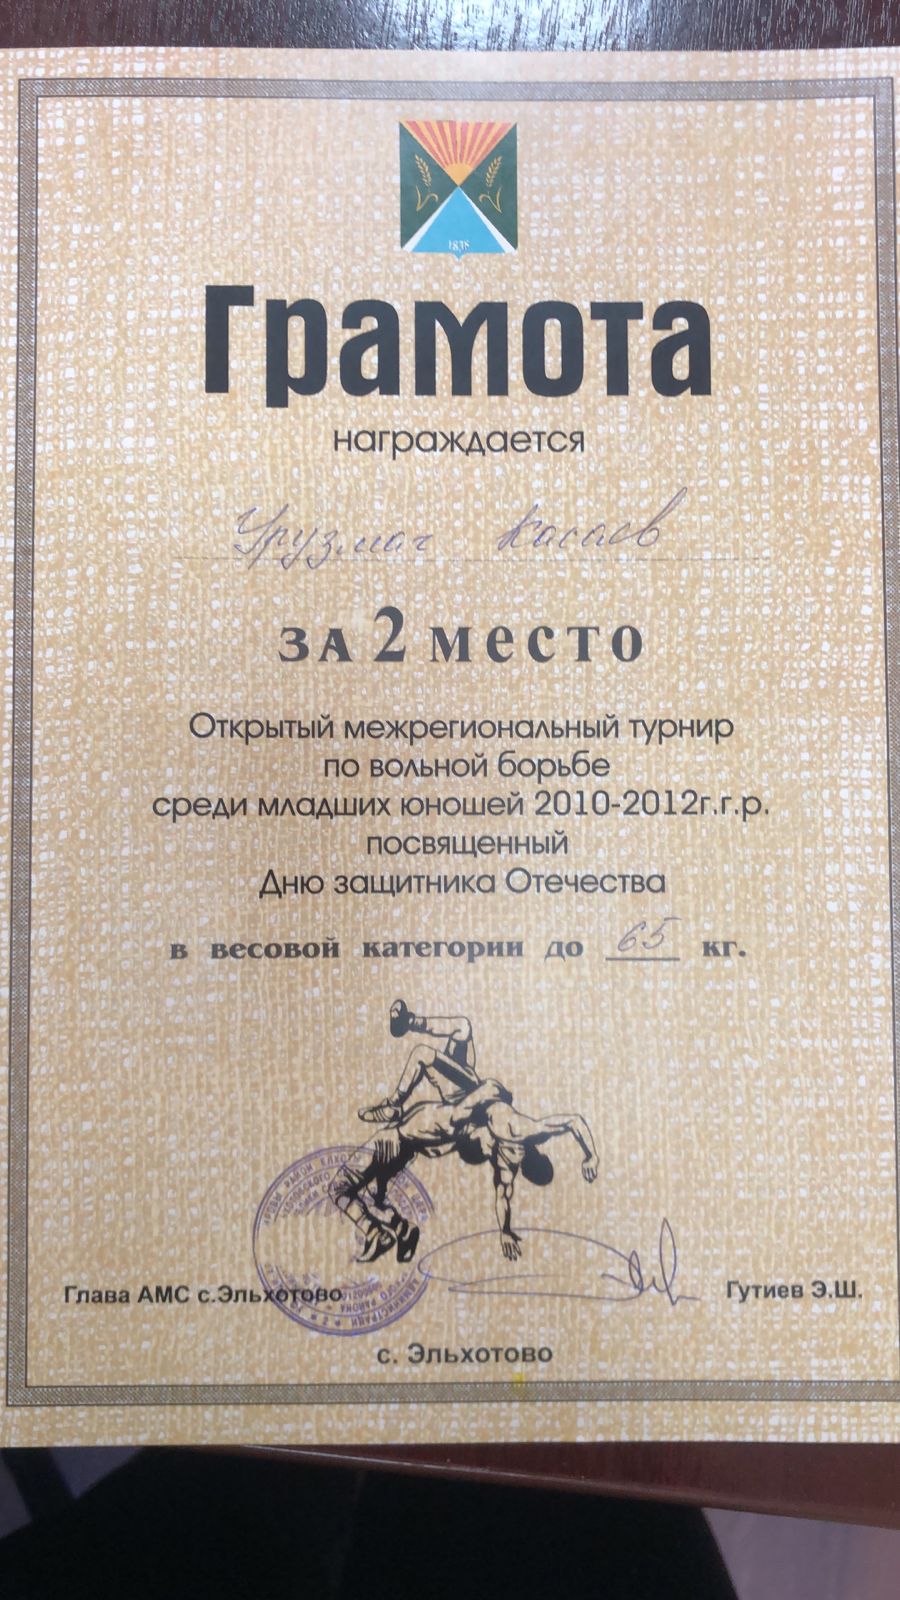 1838
Грамота
награждается
Урузмаг Касаев
за 2 место
Открытый межрегиональный турнир
по вольной борьбе
среди младших юношей 2010-2012г.г.р.
посвященный
Дню защитника Отечества
в весовой категории до 65 кг.
Глава АМС с.Эльхотово
Гутиев Э.Ш.
с. Эльхотово